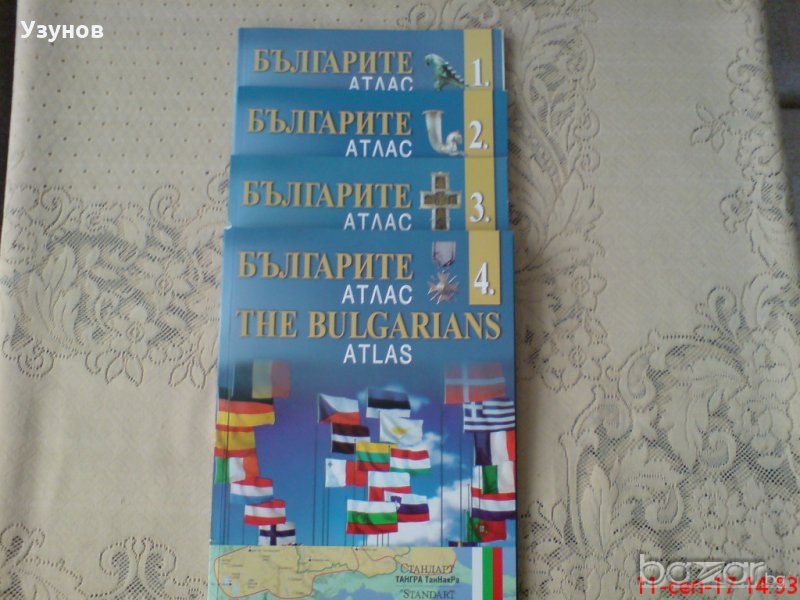 Узунов
БЪЛГАРИТЕ
АТЛАС
1.
БЪЛГАРИТЕ
АТЛАС
2.
БЪЛГАРИТЕ
АТЛАС
3.
БЪЛГАРИТЕ
АТЛАС
4.
THE BULGARIANS
ATLAS
СТАНДАРТ
ТАНГРА ТанНакРа
"STANDART
bazar.bg
11-сеп-17 14:53